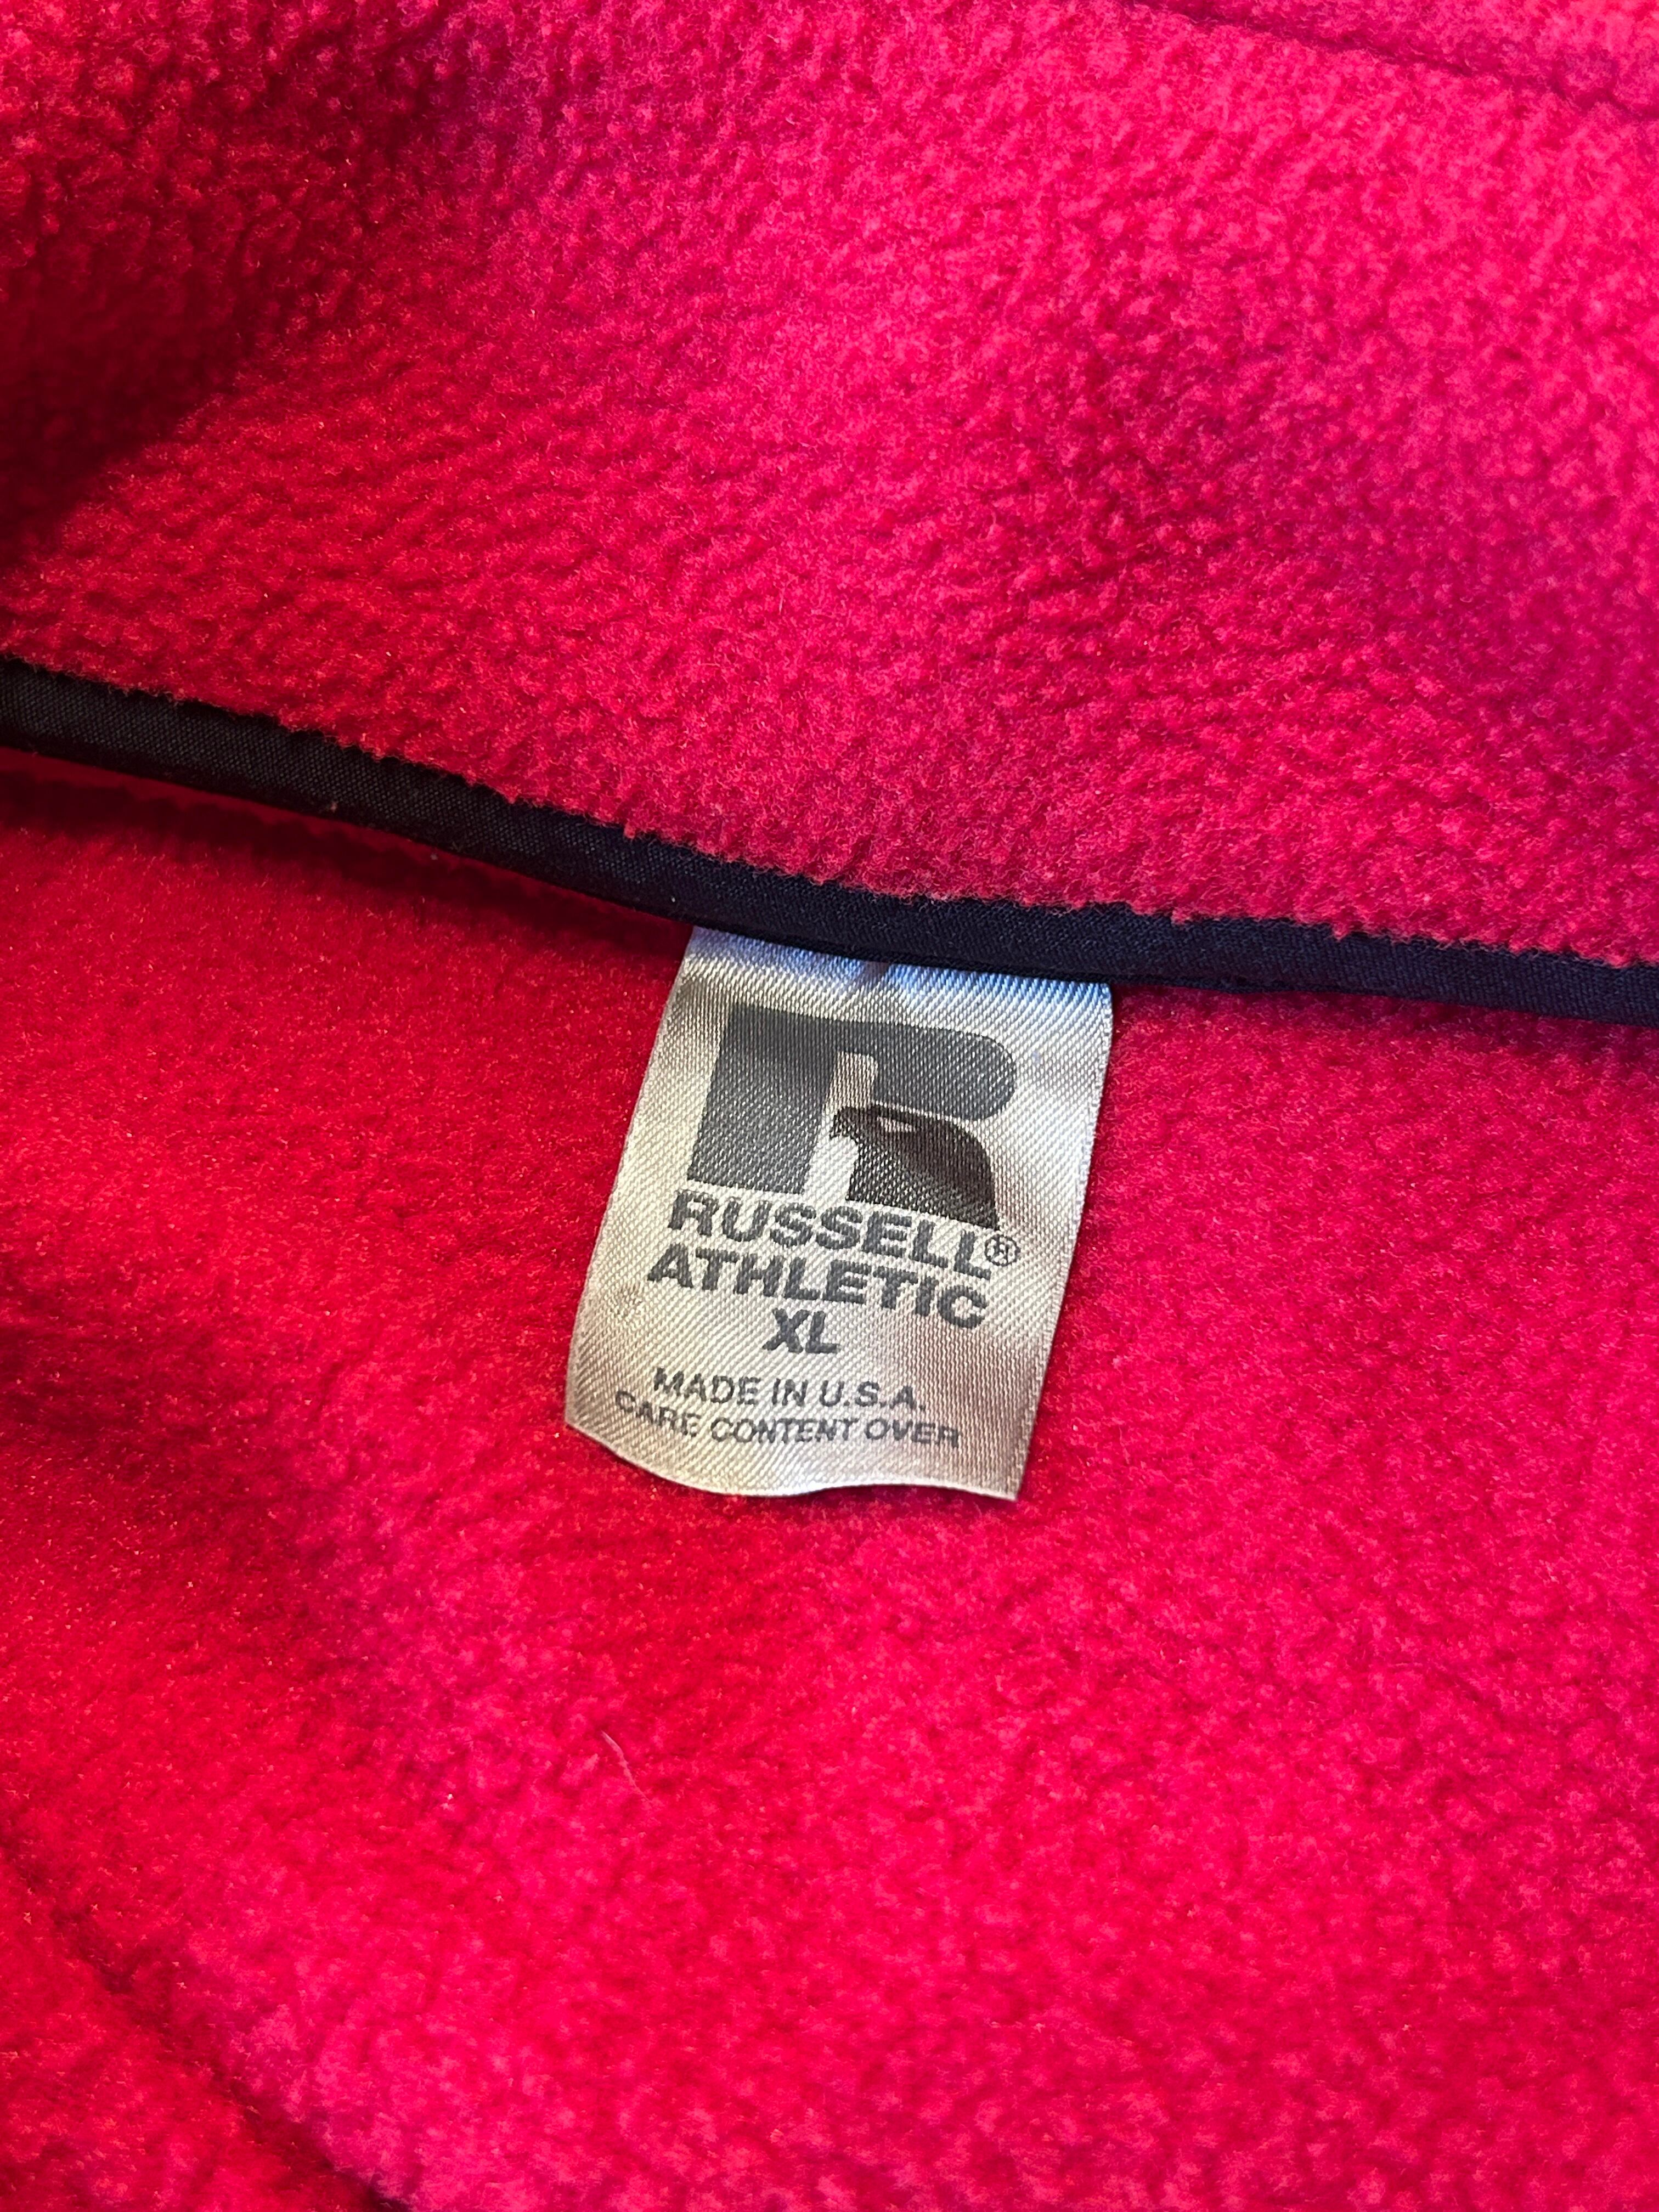 RUSSELL®
ATHLETIC
XL
MADE IN U.S.A.
CARE CONTENT OVER